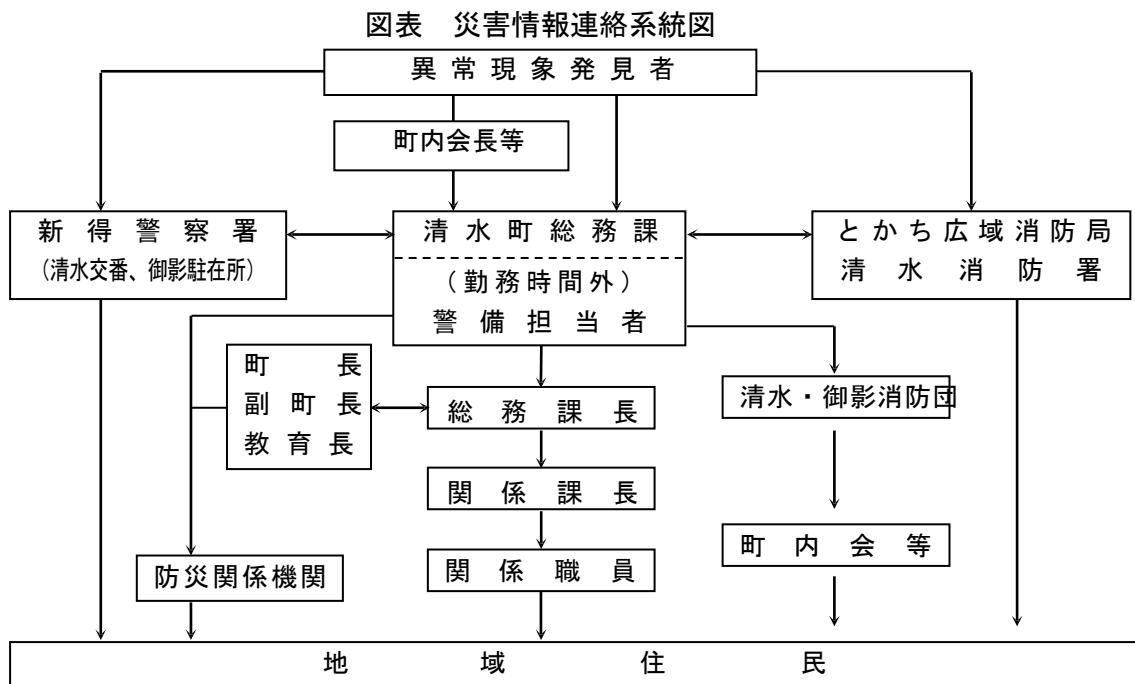 図表 災害情報連絡系統図
異常現象発見者
町内会長等
新得警察署
(清水交番、御影駐在所)
清水町総務課
(勤務時間外)
警備担当者
とかち広域消防局
清水消防署
町長
副町長
教育長
総務課長
清水・御影消防団
関係課長
町内会等
防災関係機関
関係職員
地域住民